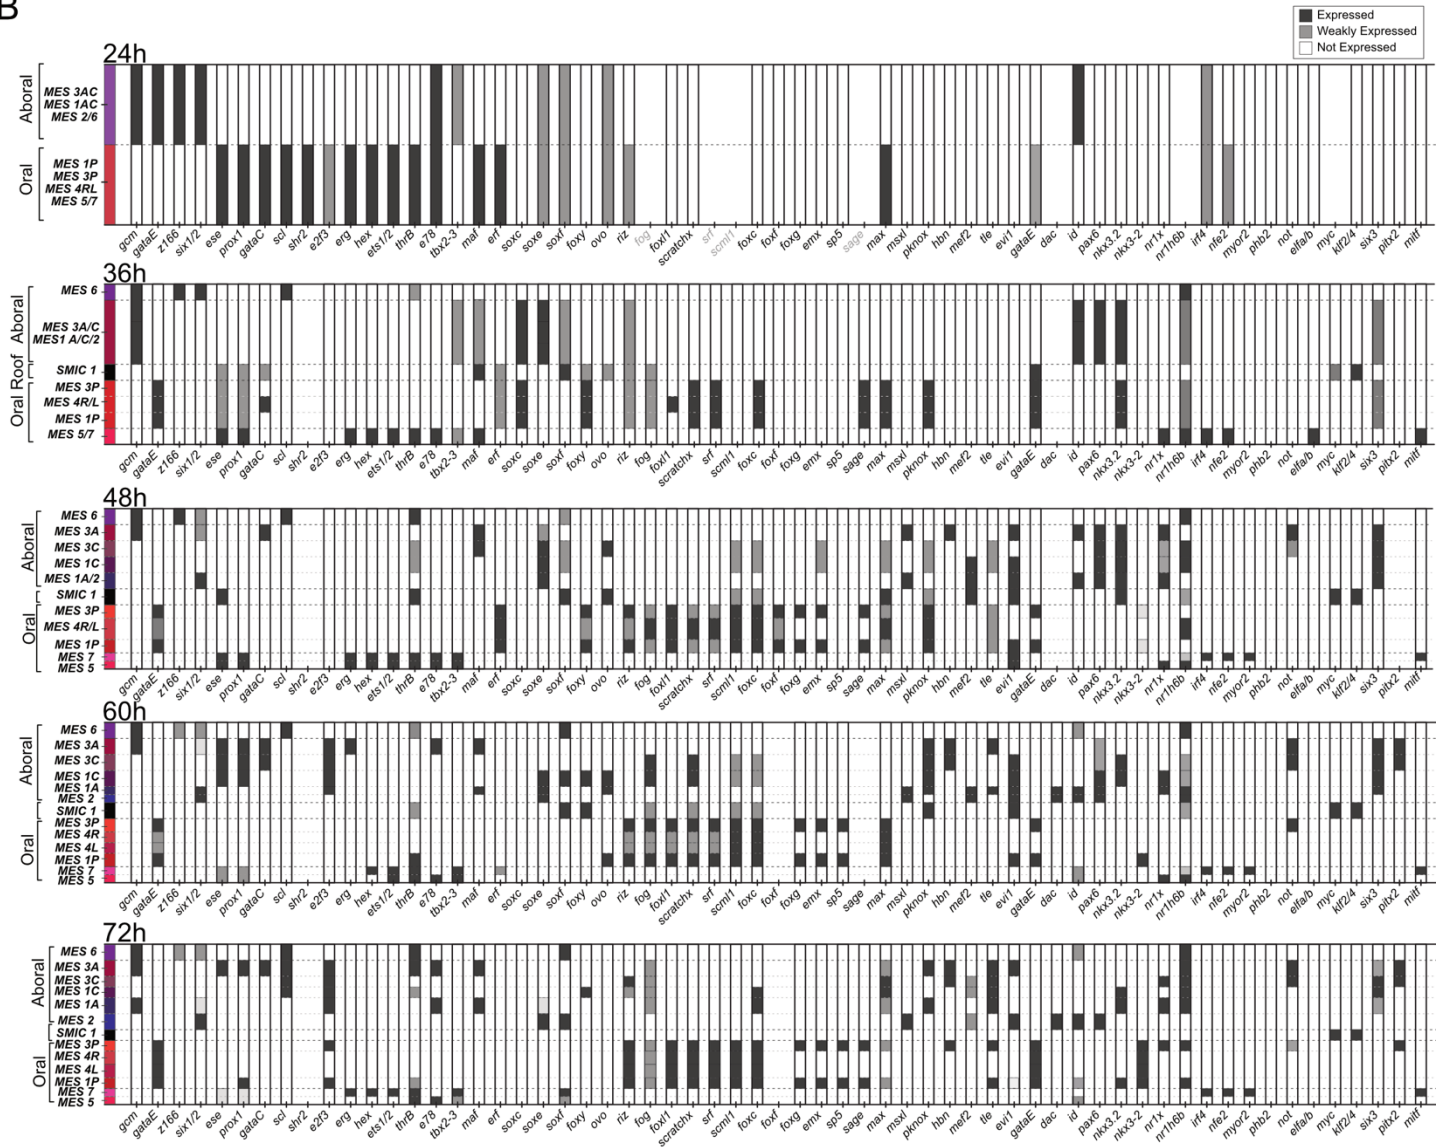 B
Expressed
Weakly Expressed
Not Expressed
24h
Aboral
MES 3AC
MES 1AC
MES 2/6
Oral
MES 1P
MES 3P
MES 4RL
MES 5/7
gcm gataE z166 six1/2 ese prox1 gataC scl shr2 e2f3 erg hex ets1/2 thrB e78 tbx2-3 maf erf soxc soxe soxf foxy ovo riz fog foxl1 scratchx srf scml1 foxc foxf foxg emx sp5 sage max msxl pknox hbn mef2 tle evi1 gataE dac id pax6 nkx3.2 nkx3-2 nr1x nr1h6b irf4 nfe2 myor2 phb2 not elfa/b myc klf2/4 six3 pitx2 mitf
36h
Aboral
MES 6
MES 3A/C
MES1 A/C/2
Roof
SMIC 1
Oral
MES 3P
MES 4R/L
MES 1P
MES 5/7
gcm gataE z166 six1/2 ese prox1 gataC scl shr2 e2f3 erg hex ets1/2 thrB e78 tbx2-3 maf erf soxc soxe soxf foxy ovo riz fog foxl1 scratchx srf scml1 foxc foxf foxg emx sp5 sage max msxl pknox hbn mef2 tle evi1 gataE dac id pax6 nkx3.2 nkx3-2 nr1x nr1h6b irf4 nfe2 myor2 phb2 not elfa/b myc klf2/4 six3 pitx2 mitf
48h
Aboral
MES 6
MES 3A
MES 3C
MES 1C
MES 1A/2
SMIC 1
Oral
MES 3P
MES 4R/L
MES 1P
MES 7
MES 5
gcm gataE z166 six1/2 ese prox1 gataC scl shr2 e2f3 erg hex ets1/2 thrB e78 tbx2-3 maf erf soxc soxe soxf foxy ovo riz fog foxl1 scratchx srf scml1 foxc foxf foxg emx sp5 sage max msxl pknox hbn mef2 tle evi1 gataE dac id pax6 nkx3.2 nkx3-2 nr1x nr1h6b irf4 nfe2 myor2 phb2 not elfa/b myc klf2/4 six3 pitx2 mitf
60h
Aboral
MES 6
MES 3A
MES 3C
MES 1C
MES 1A
MES 2
SMIC 1
Oral
MES 3P
MES 4R
MES 4L
MES 1P
MES 7
MES 5
gcm gataE z166 six1/2 ese prox1 gataC scl shr2 e2f3 erg hex ets1/2 thrB e78 tbx2-3 maf erf soxc soxe soxf foxy ovo riz fog foxl1 scratchx srf scml1 foxc foxf foxg emx sp5 sage max msxl pknox hbn mef2 tle evi1 gataE dac id pax6 nkx3.2 nkx3-2 nr1x nr1h6b irf4 nfe2 myor2 phb2 not elfa/b myc klf2/4 six3 pitx2 mitf
72h
Aboral
MES 6
MES 3A
MES 3C
MES 1C
MES 1A
MES 2
SMIC 1
Oral
MES 3P
MES 4R
MES 4L
MES 1P
MES 7
MES 5
gcm gataE z166 six1/2 ese prox1 gataC scl shr2 e2f3 erg hex ets1/2 thrB e78 tbx2-3 maf erf soxc soxe soxf foxy ovo riz fog foxl1 scratchx srf scml1 foxc foxf foxg emx sp5 sage max msxl pknox hbn mef2 tle evi1 gataE dac id pax6 nkx3.2 nkx3-2 nr1x nr1h6b irf4 nfe2 myor2 phb2 not elfa/b myc klf2/4 six3 pitx2 mitf